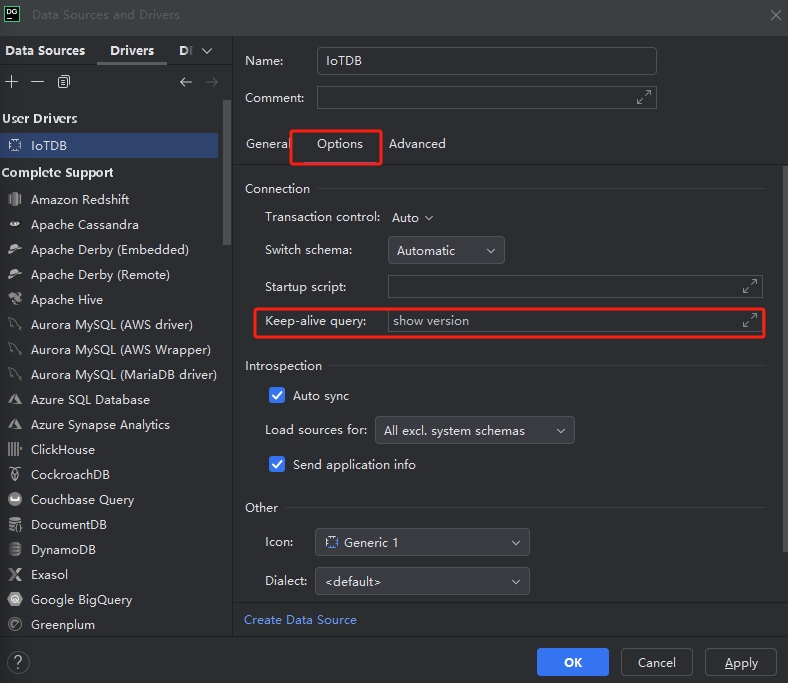 DG
Data Sources and Drivers
Data Sources
Drivers
D
User Drivers
IoTDB
Complete Support
Amazon Redshift
Apache Cassandra
Apache Derby (Embedded)
Apache Derby (Remote)
Apache Hive
Aurora MySQL (AWS driver)
Aurora MySQL (AWS Wrapper)
Aurora MySQL (MariaDB driver)
Azure SQL Database
Azure Synapse Analytics
ClickHouse
CockroachDB
Couchbase Query
DocumentDB
DynamoDB
Exasol
Google BigQuery
Greenplum
Name: IoTDB
Comment:
General Options Advanced
Connection
Transaction control: Auto
Switch schema: Automatic
Startup script:
Keep-alive query: show version
Introspection
Auto sync
Load sources for: All excl. system schemas
Send application info
Other
Icon: Generic 1
Dialect: <default>
Create Data Source
?
OK Cancel Apply